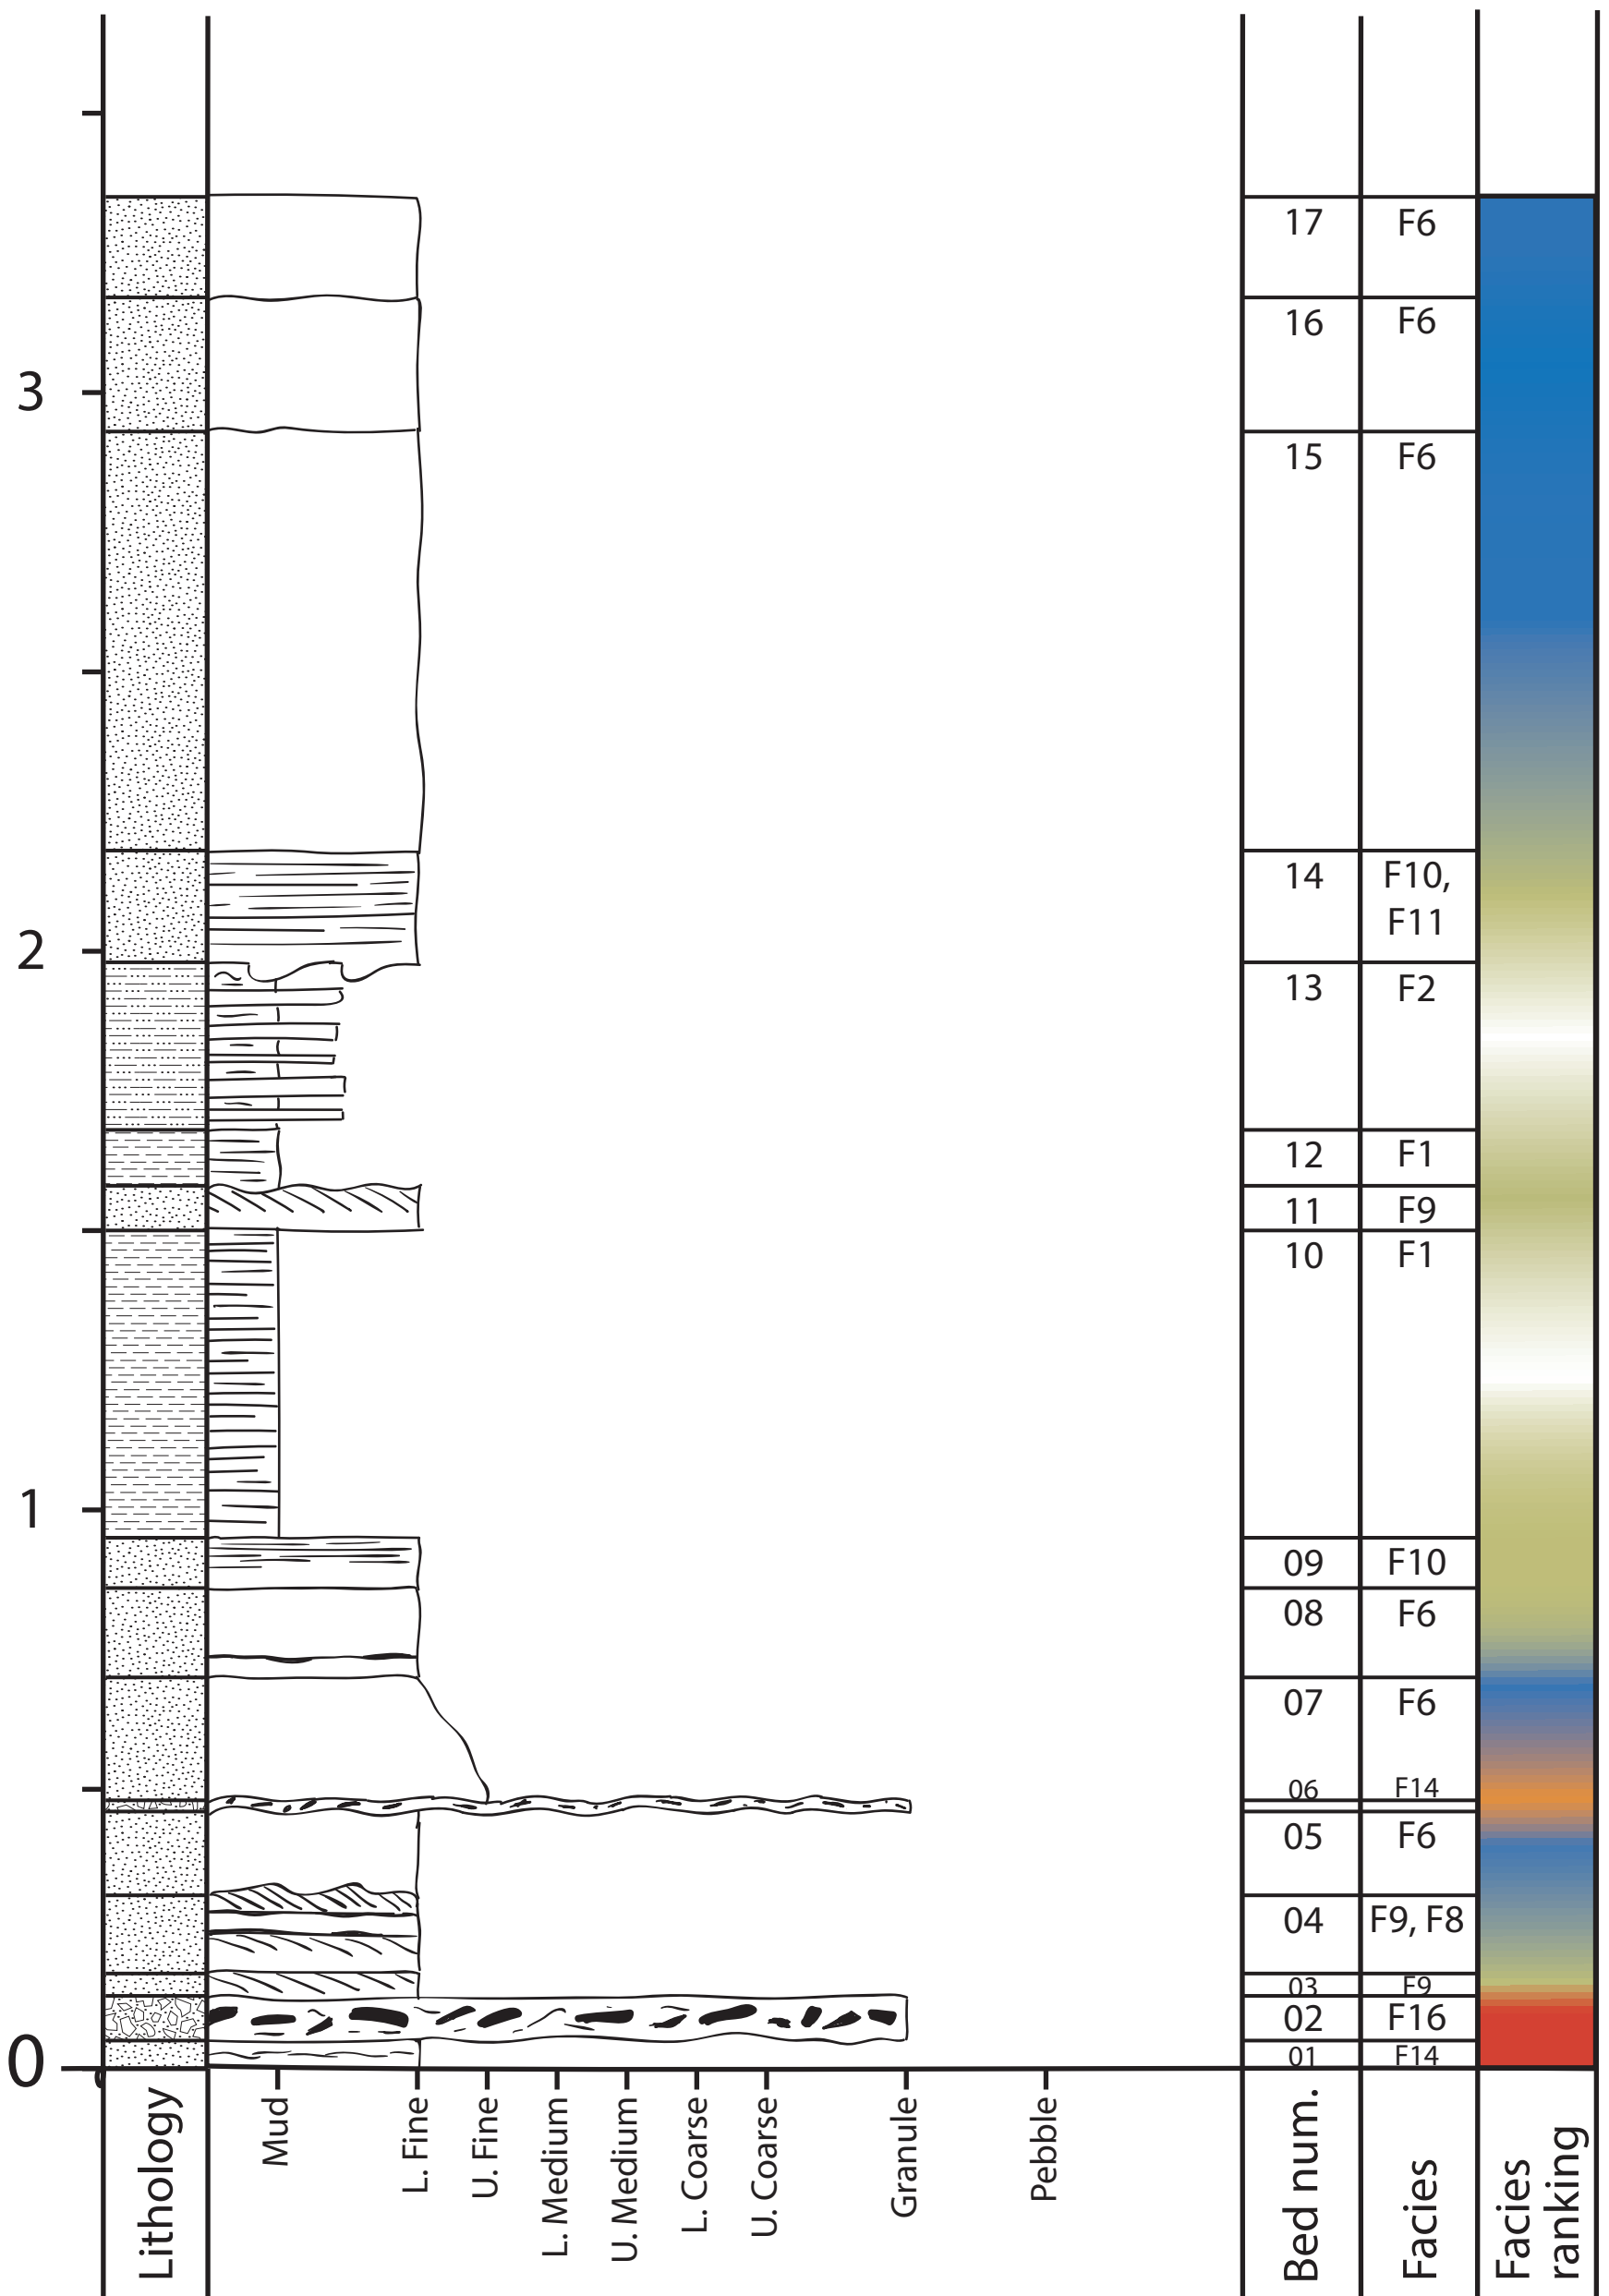 17 F6
16 F6
3
15 F6
14 F10,
F11
2
13 F2
12 F1
11 F9
10 F1
1
09 F10
08 F6
07 F6
06 F14
05 F6
04 F9, F8
03 F9
02 F16
01 F14
0
Lithology
Mud
L. Fine
U. Fine
L. Medium
U. Medium
L. Coarse
U. Coarse
Granule
Pebble
Bed num.
Facies
Facies
ranking